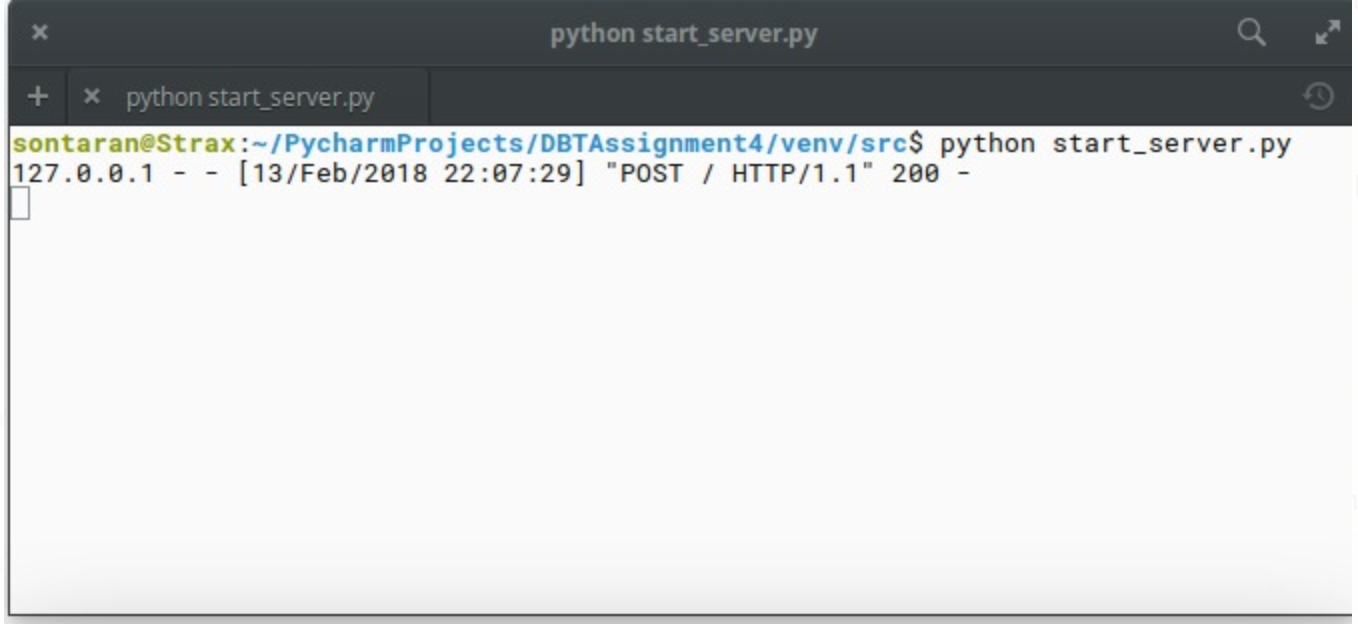 python start_server.py
python start_server.py
sontaran@Strax:~/PycharmProjects/DBTAssignment4/venv/src$ python start_server.py
127.0.0.1 - - [13/Feb/2018 22:07:29] "POST / HTTP/1.1" 200 -